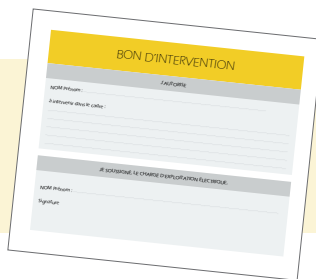 BON D'INTERVENTION
J'AUTORISE
NOM Prénom :
À intervenir dans le cadre :
JE SOUSSIGNÉ, LE CHARGÉ D'EXPLOITATION ÉLECTRIQUE,
NOM Prénom :
Signature